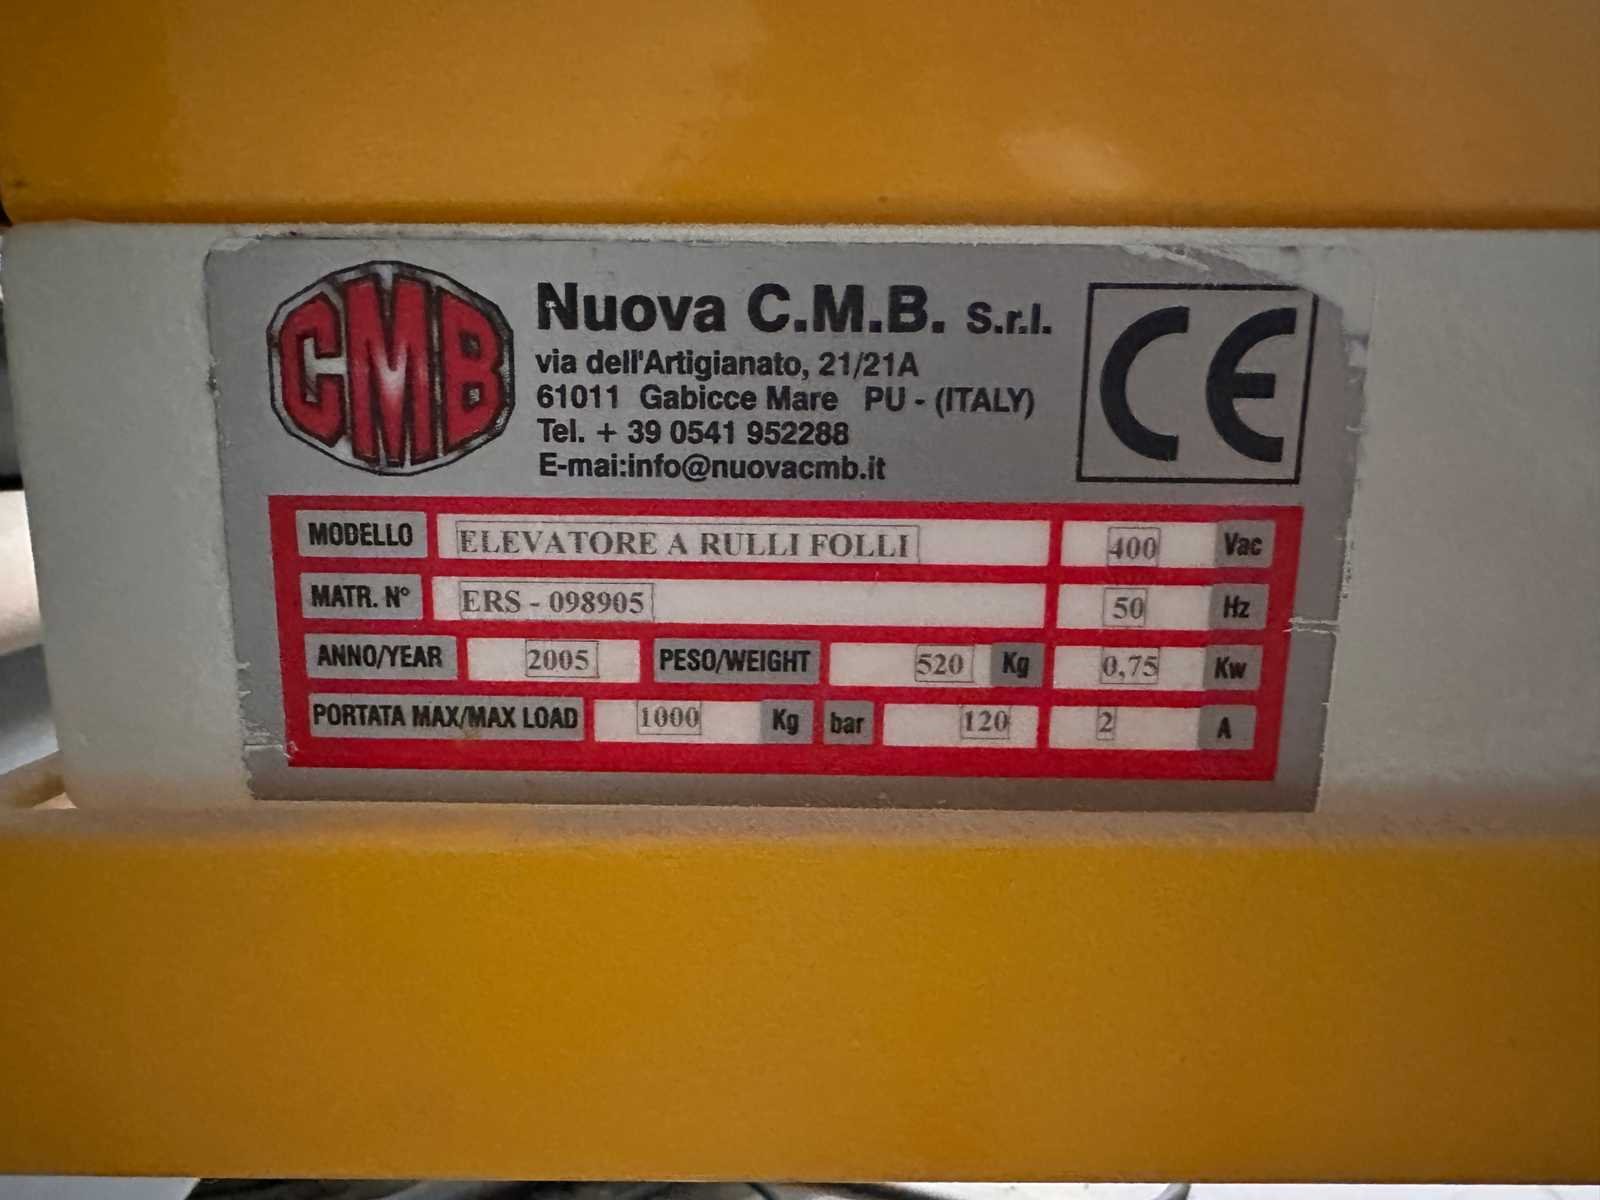 CMB
Nuova C.M.B. S.r.l.
via dell'Artigianato, 21/21A
61011 Gabicce Mare PU - (ITALY)
Tel. + 39 0541 952288
E-mai:info@nuovacmb.it
CE
MODELLO ELEVATORE A RULLI FOLLI 400 Vac
MATR. N° ERS - 098905 50 Hz
ANNO/YEAR 2005 PESO/WEIGHT 520 Kg 0,75 Kw
PORTATA MAX/MAX LOAD 1000 Kg bar 120 2 A